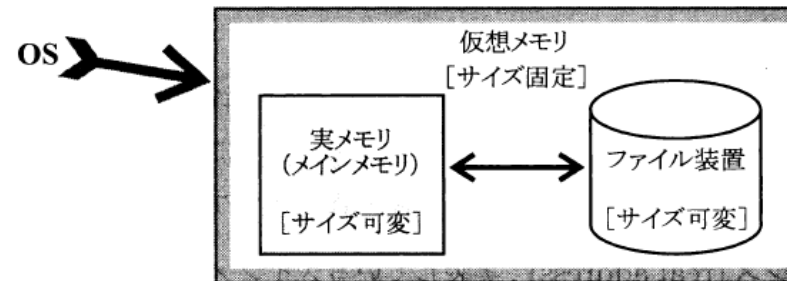 OS
仮想メモリ
[サイズ固定]
実メモリ
(メインメモリ)
[サイズ可変]
ファイル装置
[サイズ可変]